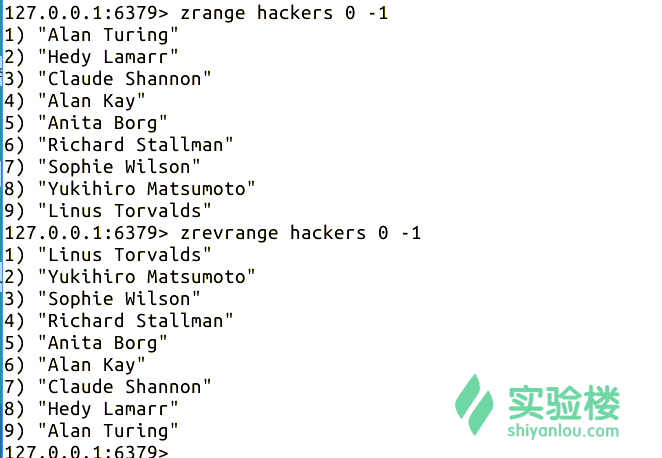 127.0.0.1:6379> zrange hackers 0 -1
1) "Alan Turing"
2) "Hedy Lamarr"
3) "Claude Shannon"
4) "Alan Kay"
5) "Anita Borg"
6) "Richard Stallman"
7) "Sophie Wilson"
8) "Yukihiro Matsumoto"
9) "Linus Torvalds"
127.0.0.1:6379> zrevrange hackers 0 -1
1) "Linus Torvalds"
2) "Yukihiro Matsumoto"
3) "Sophie Wilson"
4) "Richard Stallman"
5) "Anita Borg"
6) "Alan Kay"
7) "Claude Shannon"
8) "Hedy Lamarr"
9) "Alan Turing"
127.0.0.1:6379>
实验楼
shiyanlou.com